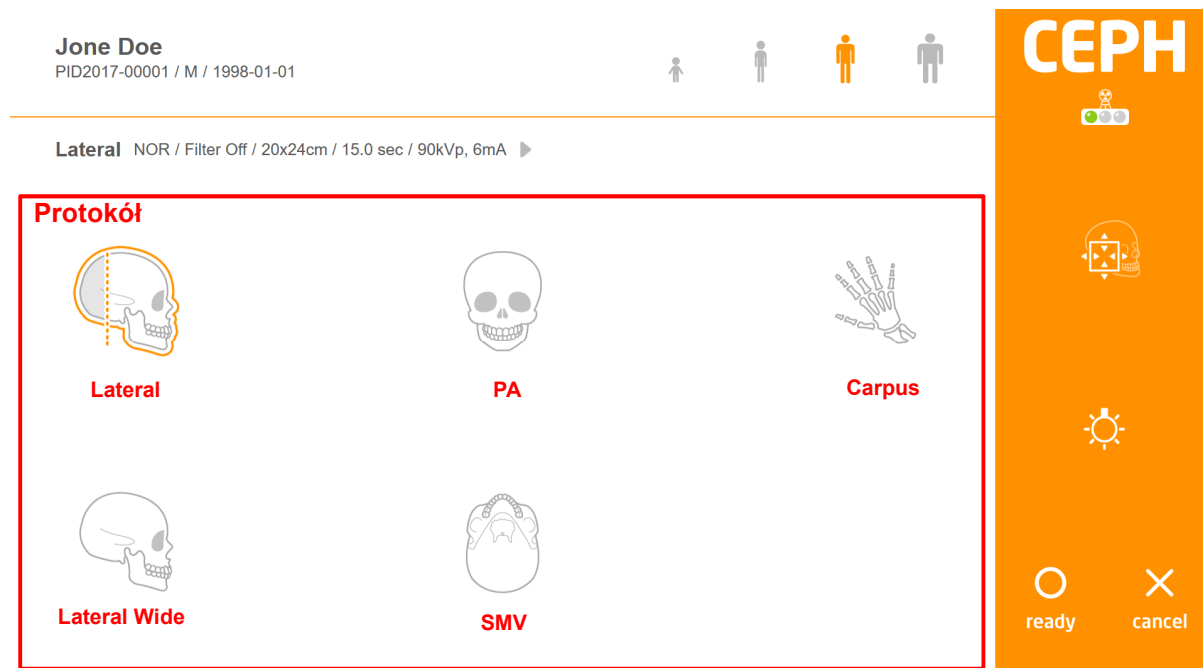 Jone Doe
PID2017-00001 / M / 1998-01-01
CEPH
Lateral NOR / Filter Off / 20x24cm / 15.0 sec / 90kVp, 6mA
Protokół
Lateral
PA
Carpus
Lateral Wide
SMV
ready
cancel